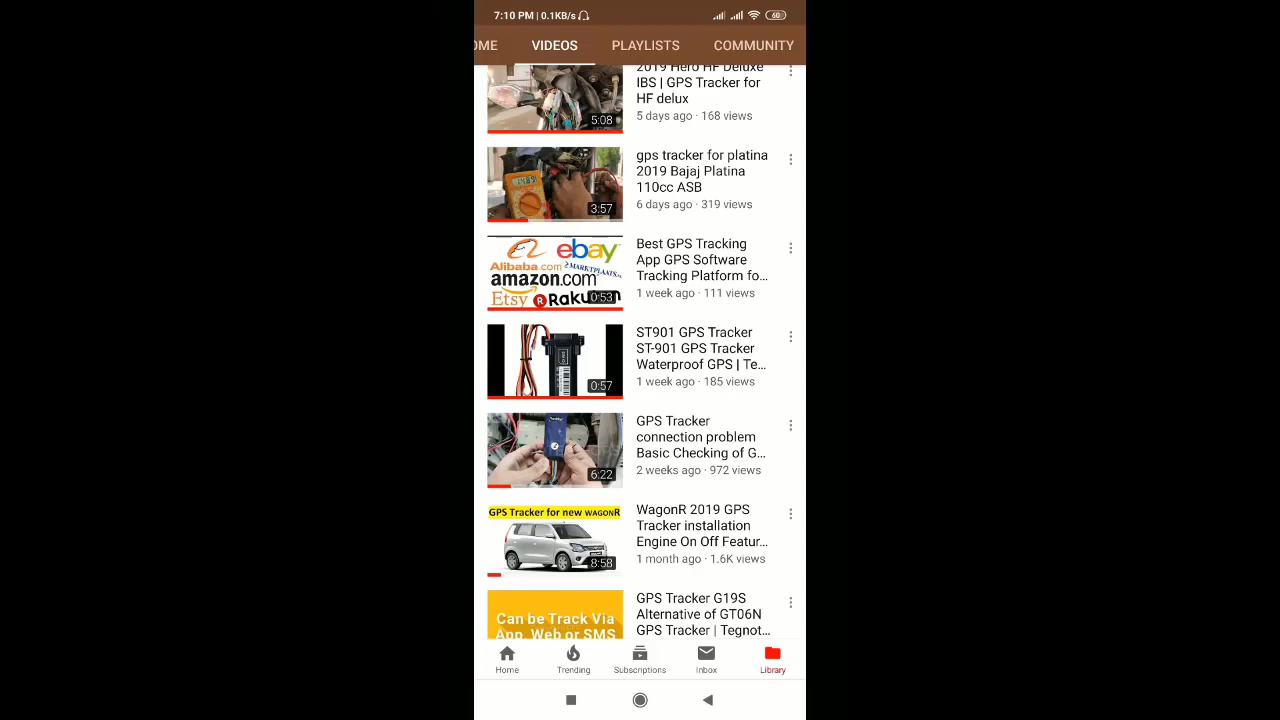 7:10 PM | 0.1KB/s
60
OME VIDEOS PLAYLISTS COMMUNITY
2019 Hero HF Deluxe
IBS | GPS Tracker for
HF delux
5 days ago · 168 views
5:08
gps tracker for platina
2019 Bajaj Platina
110cc ASB
6 days ago · 319 views
3:57
ebay
Alibaba.com
amazon.com
Etsy Rakuten
0:53
Best GPS Tracking
App GPS Software
Tracking Platform fo...
1 week ago · 111 views
0:57
ST901 GPS Tracker
ST-901 GPS Tracker
Waterproof GPS | Te...
1 week ago · 185 views
6:22
GPS Tracker
connection problem
Basic Checking of G...
2 weeks ago · 972 views
GPS Tracker for new WAGONR
8:58
WagonR 2019 GPS
Tracker installation
Engine On Off Featur...
1 month ago · 1.6K views
Can be Track Via
App, Web or SMS
GPS Tracker G19S
Alternative of GT06N
GPS Tracker | Tegnot...
Home Trending Subscriptions Inbox Library